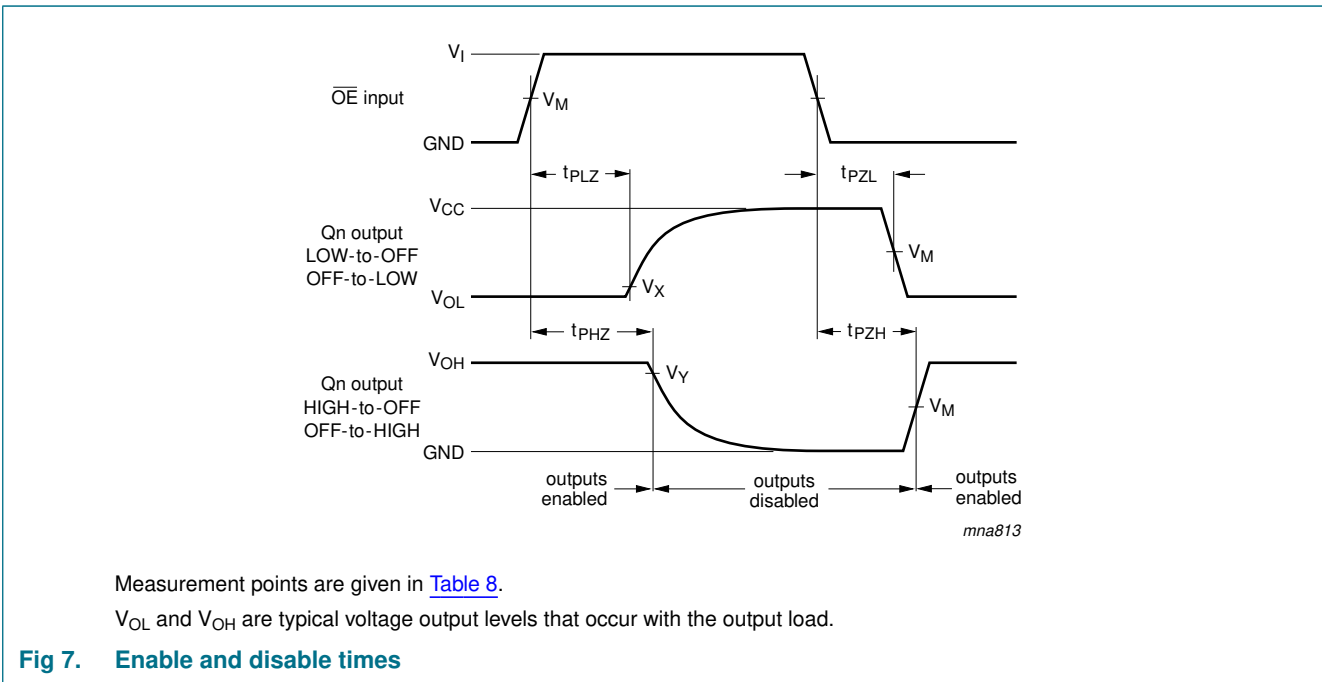 V_I
OE input
V_M
GND
t_PLZ
t_PZL
V_CC
Qn output
LOW-to-OFF
OFF-to-LOW
V_M
V_X
V_OL
t_PHZ
t_PZH
V_OH
V_Y
Qn output
HIGH-to-OFF
OFF-to-HIGH
V_M
GND
outputs enabled
outputs disabled
outputs enabled
mna813
Measurement points are given in Table 8.
V_OL and V_OH are typical voltage output levels that occur with the output load.
Fig 7. Enable and disable times